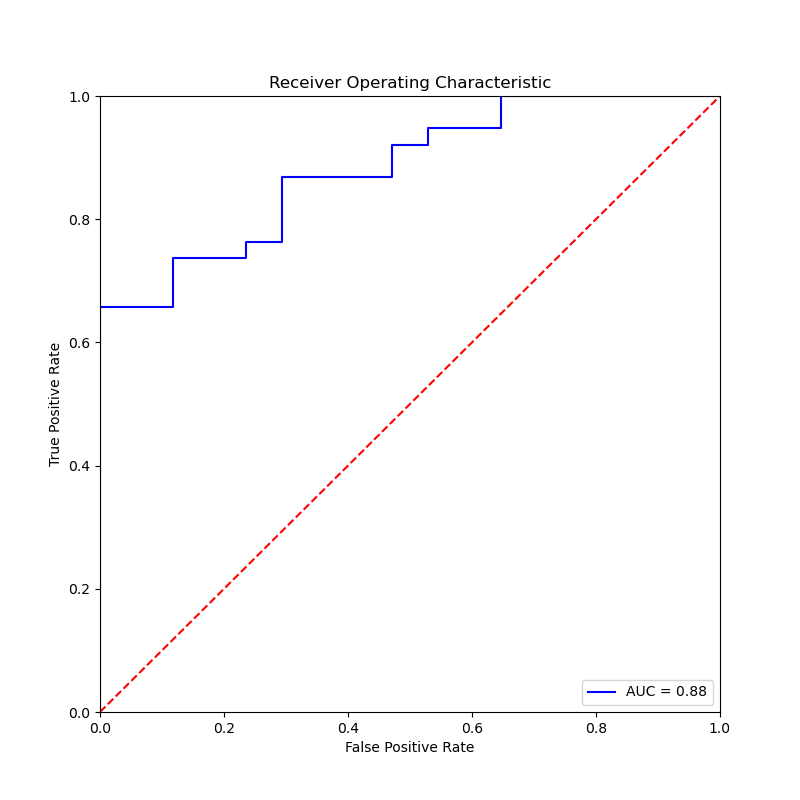 Receiver Operating Characteristic
True Positive Rate
1.0
0.8
0.6
0.4
0.2
0.0
AUC = 0.88
0.0 0.2 0.4 0.6 0.8 1.0
False Positive Rate